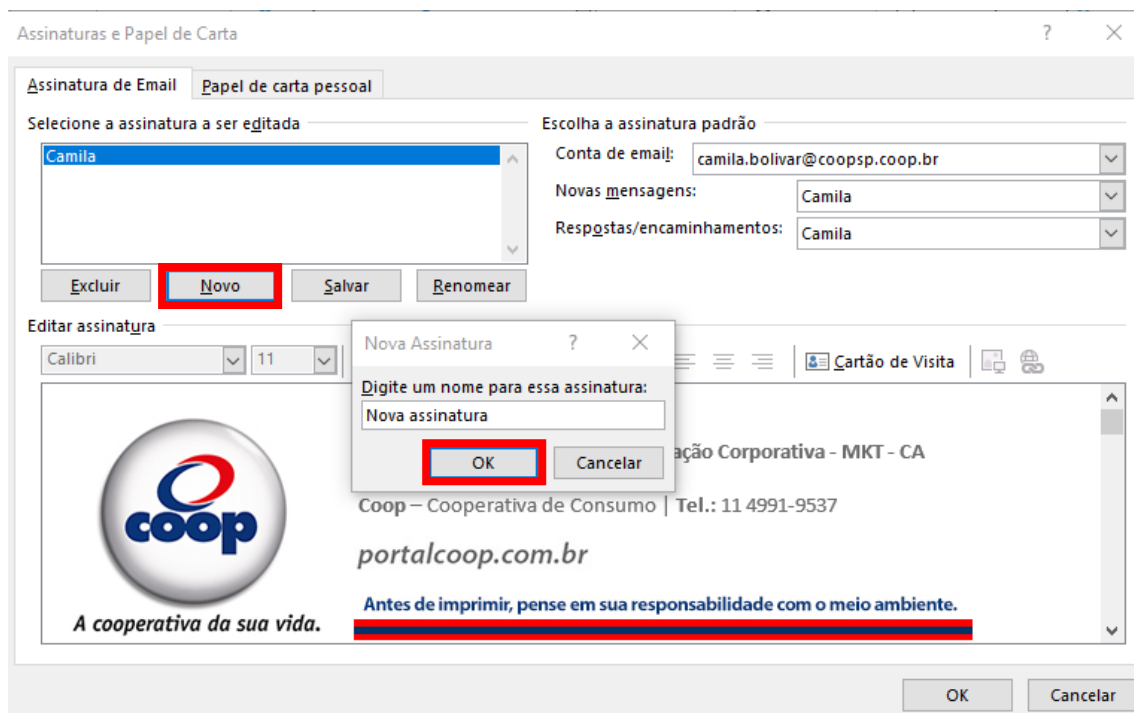 Assinaturas e Papel de Carta
?
Assinatura de Email
Papel de carta pessoal
Selecione a assinatura a ser editada
Camila
Excluir
Novo
Salvar
Renomear
Escolha a assinatura padrão
Conta de email: camila.bolivar@coopsp.coop.br
Novas mensagens: Camila
Respostas/encaminhamentos: Camila
Editar assinatura
Calibri
11
Cartão de Visita
Nova Assinatura
?
Digite um nome para essa assinatura:
Nova assinatura
OK
Cancelar
coop
A cooperativa da sua vida.
ação Corporativa - MKT - CA
Coop – Cooperativa de Consumo | Tel.: 11 4991-9537
portalcoop.com.br
Antes de imprimir, pense em sua responsabilidade com o meio ambiente.
OK
Cancelar